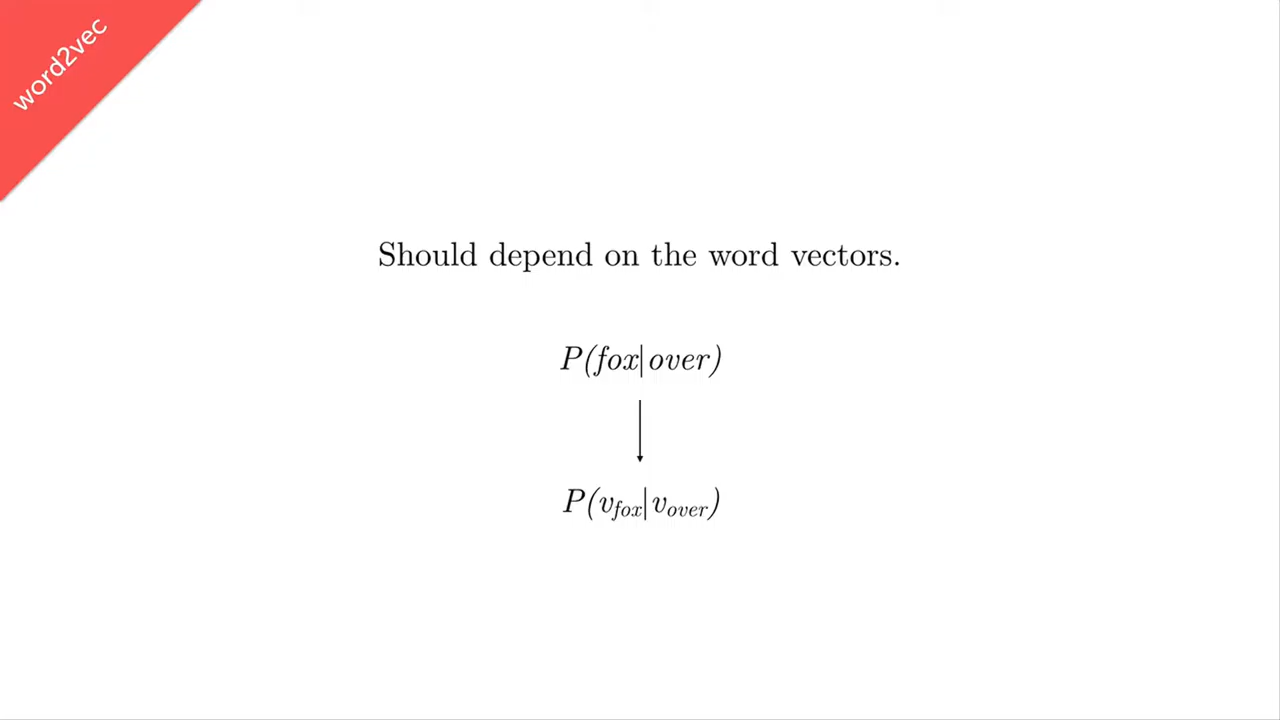 word2vec
Should depend on the word vectors.
P(fox|over)
P(v_fox|v_over)